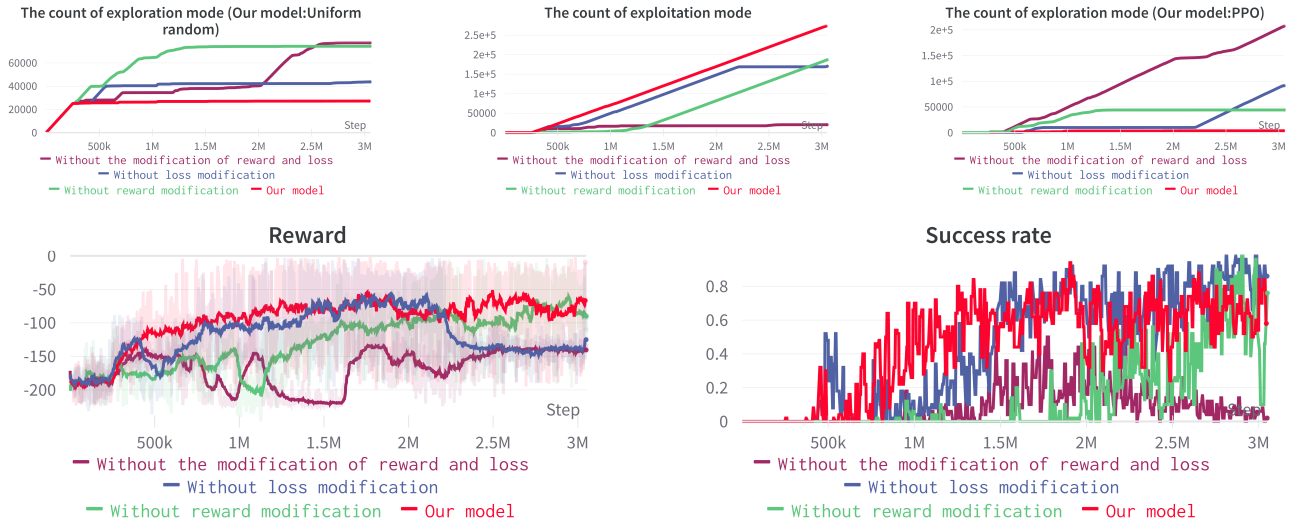 The count of exploration mode (Our model:Uniform
random)
60000
40000
20000
0
Step
500k 1M 1.5M 2M 2.5M 3M
Without the modification of reward and loss
Without loss modification
Without reward modification Our model
The count of exploitation mode
2.5e+5
2e+5
1.5e+5
1e+5
50000
0
Step
500k 1M 1.5M 2M 2.5M 3M
Without the modification of reward and loss
Without loss modification
Without reward modification Our model
The count of exploration mode (Our model:PPO)
2e+5
1.5e+5
1e+5
50000
0
Step
500k 1M 1.5M 2M 2.5M 3M
Without the modification of reward and loss
Without loss modification
Without reward modification Our model
Reward
0
-50
-100
-150
-200
Step
500k 1M 1.5M 2M 2.5M 3M
Without the modification of reward and loss
Without loss modification
Without reward modification Our model
Success rate
0.8
0.6
0.4
0.2
0
Step
500k 1M 1.5M 2M 2.5M 3M
Without the modification of reward and loss
Without loss modification
Without reward modification Our model